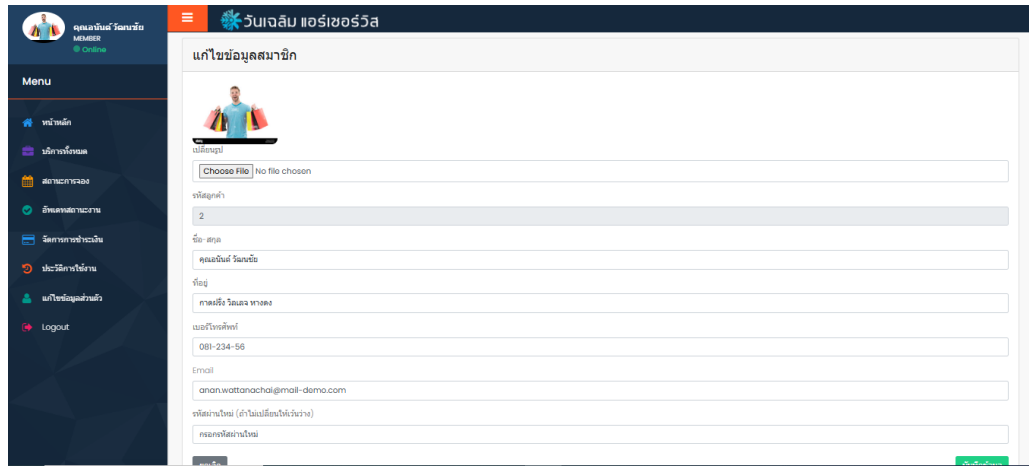 คุณอนันต์ วัฒนชัย
MEMBER
Online
วันเฉลิม แอร์เซอร์วิส
Menu
หน้าหลัก
บริการทั้งหมด
สถานะการจอง
อัพเดทสถานะงาน
จัดการการชำระเงิน
ประวัติการใช้งาน
แก้ไขข้อมูลส่วนตัว
Logout
แก้ไขข้อมูลสมาชิก
เปลี่ยนรูป
Choose File No file chosen
รหัสลูกค้า
2
ชื่อ-สกุล
คุณอนันต์ วัฒนชัย
ที่อยู่
กาดฝรั่ง วิลเลจ หางดง
เบอร์โทรศัพท์
081-234-56
Email
anan.wattanachai@mail-demo.com
รหัสผ่านใหม่ (ถ้าไม่เปลี่ยนให้เว้นว่าง)
กรอกรหัสผ่านใหม่